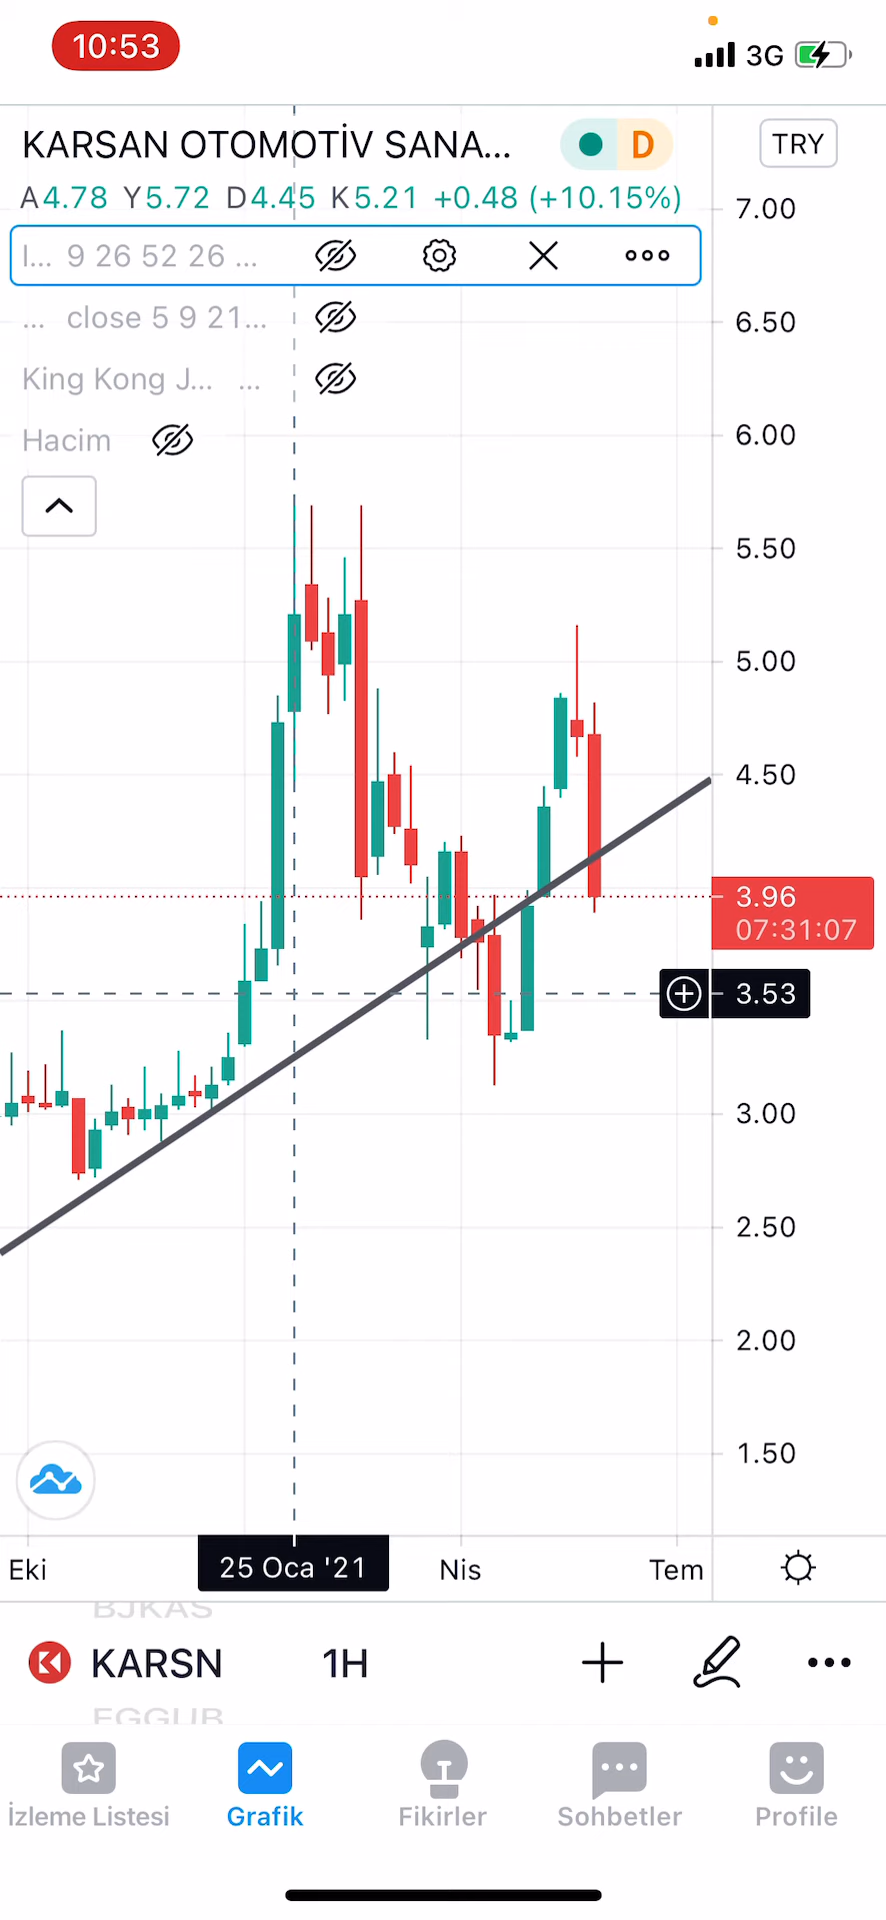 10:53
3G
KARSAN OTOMOTİV SANA...
D
TRY
A4.78 Y5.72 D4.45 K5.21 +0.48 (+10.15%)
I... 9 26 52 26 ...
... close 5 9 21...
King Kong J... ...
Hacim
7.00
6.50
6.00
5.50
5.00
4.50
3.96
07:31:07
3.53
3.00
2.50
2.00
1.50
Eki
25 Oca '21
Nis
Tem
BJKAS
KARSN
1H
EGGUB
İzleme Listesi
Grafik
Fikirler
Sohbetler
Profile